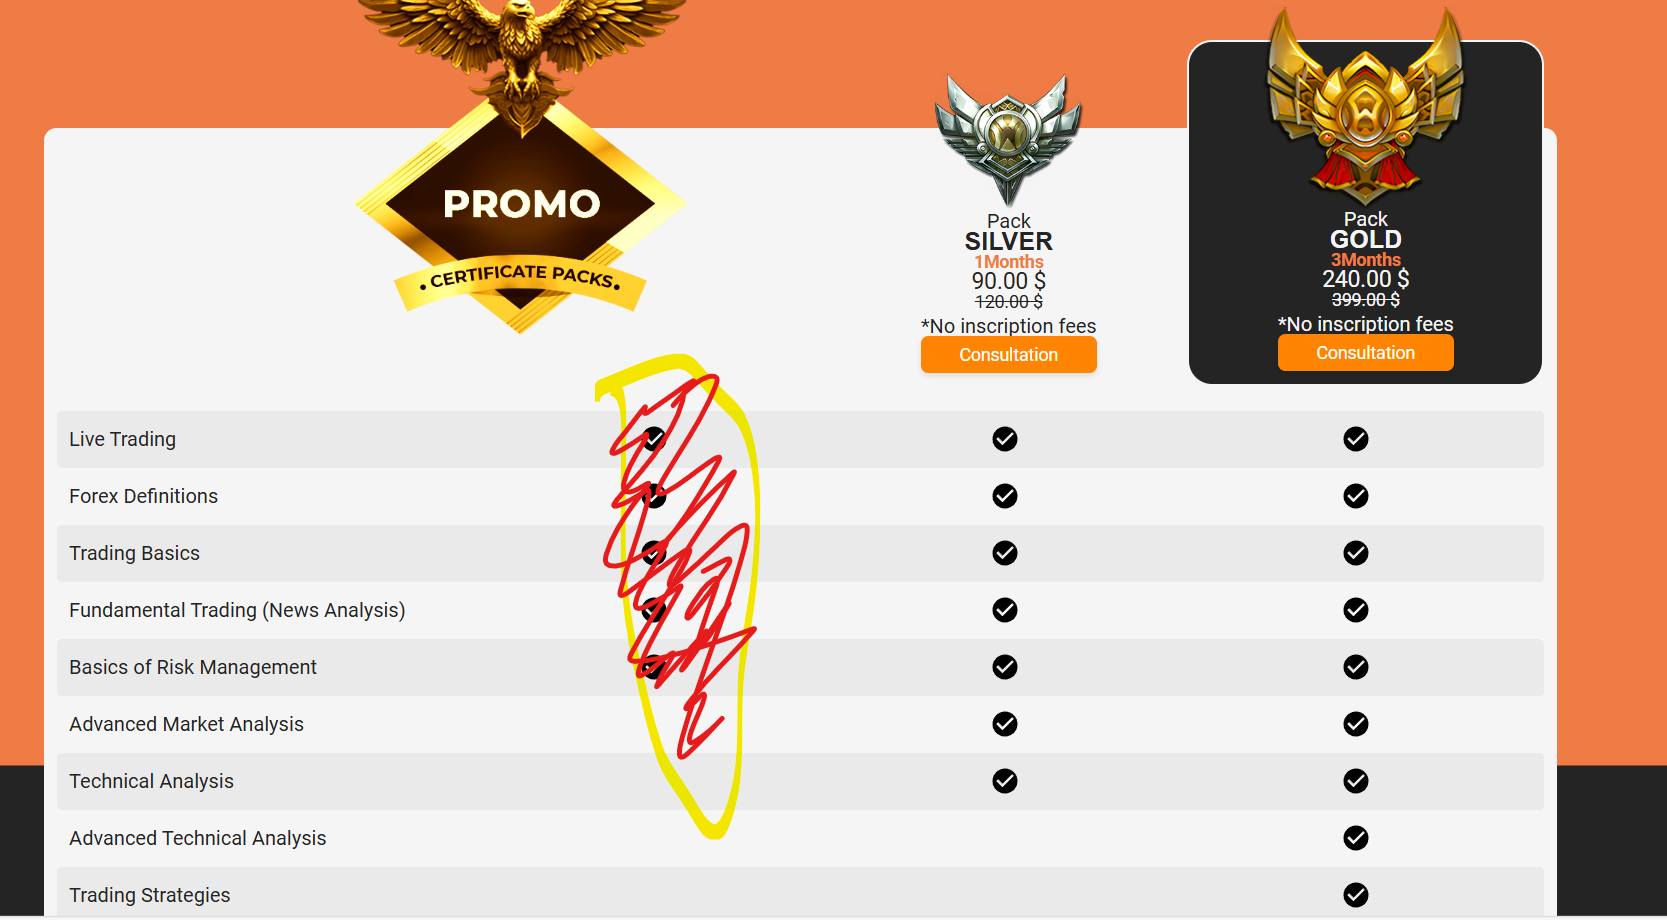 PROMO
• CERTIFICATE PACKS •
Pack
SILVER
1Months
90.00 $
120.00 $
*No inscription fees
Consultation
Pack
GOLD
3Months
240.00 $
399.00 $
*No inscription fees
Consultation
Live Trading
Forex Definitions
Trading Basics
Fundamental Trading (News Analysis)
Basics of Risk Management
Advanced Market Analysis
Technical Analysis
Advanced Technical Analysis
Trading Strategies